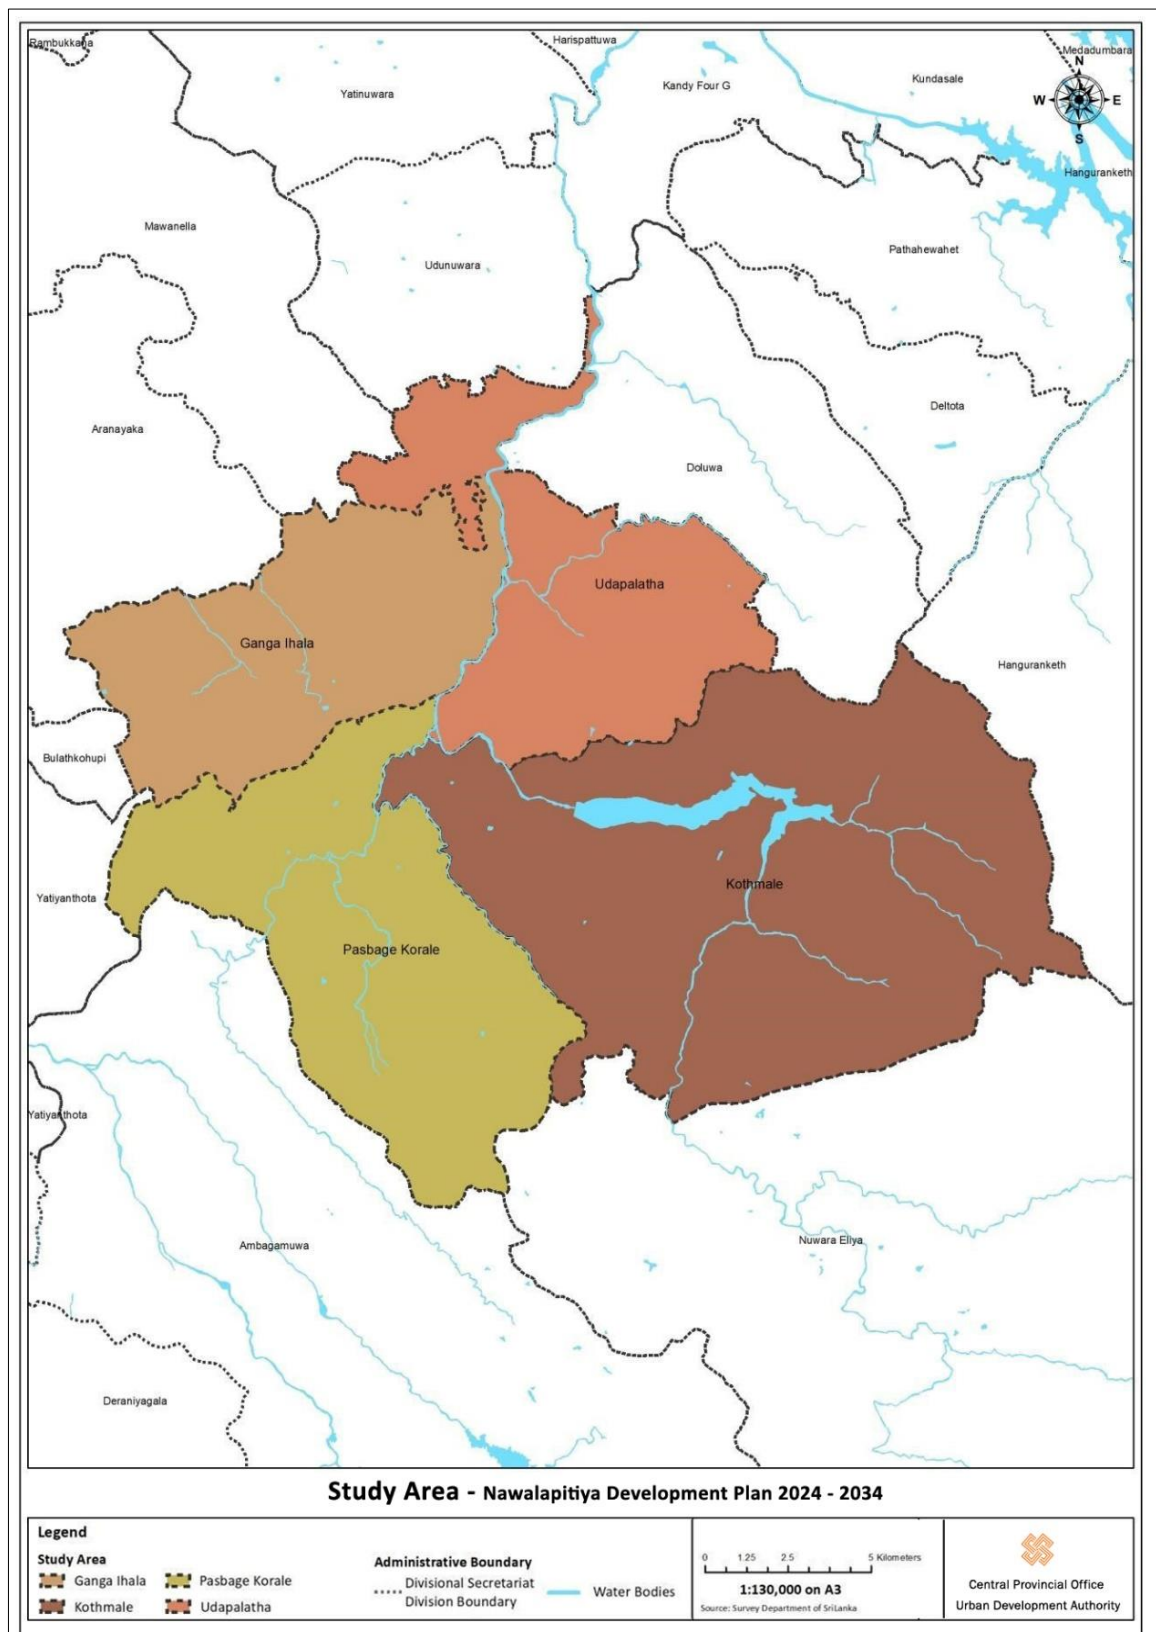 Rambukkana
Harispattuwa
Medadumbara
N
W
E
S
Yatinuwara
Kandy Four G
Kundasale
Hanguranketh
Mawanella
Udunuwara
Pathahewahet
Aranayaka
Deltota
Doluwa
Udapalatha
Ganga Ihala
Hanguranketh
Bulathkohupi
Yatiyanthota
Kothmale
Pasbage Korale
Yatiyanthota
Ambagamuwa
Nuwara Eliya
Deraniyagala
Study Area - Nawalapitiya Development Plan 2024 - 2034
Legend
Study Area
Ganga Ihala
Pasbage Korale
Kothmale
Udapalatha
Administrative Boundary
Divisional Secretariat
Division Boundary
Water Bodies
0 1.25 2.5 5 Kilometers
1:130,000 on A3
Source: Survey Department of SriLanka
Central Provincial Office
Urban Development Authority